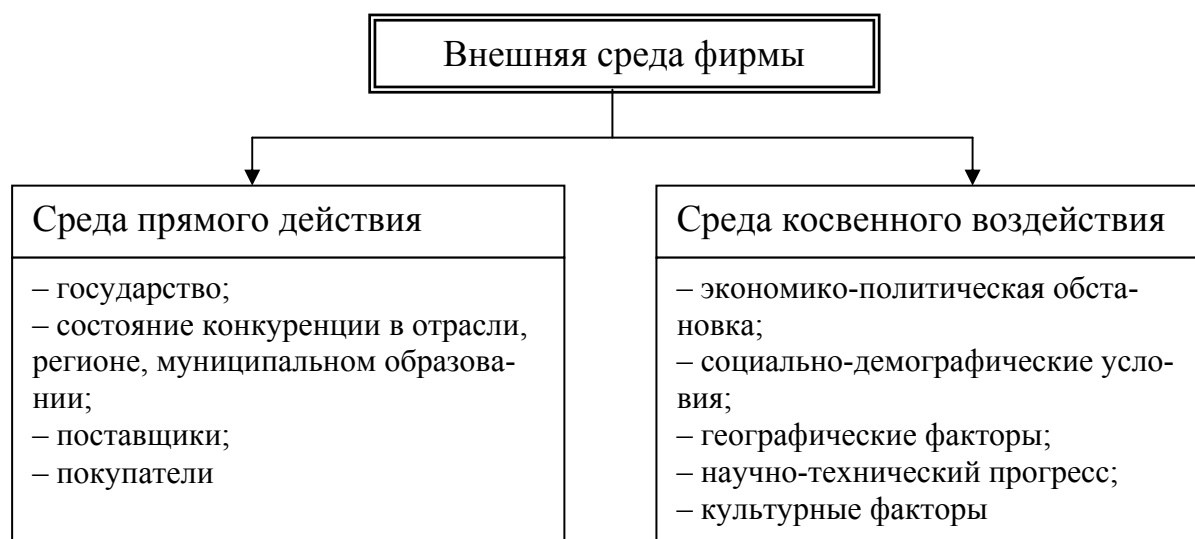 Внешняя среда фирмы
Среда прямого действия
– государство;
– состояние конкуренции в отрасли,
регионе, муниципальном образова-
нии;
– поставщики;
– покупатели
Среда косвенного воздействия
– экономико-политическая обста-
новка;
– социально-демографические усло-
вия;
– географические факторы;
– научно-технический прогресс;
– культурные факторы